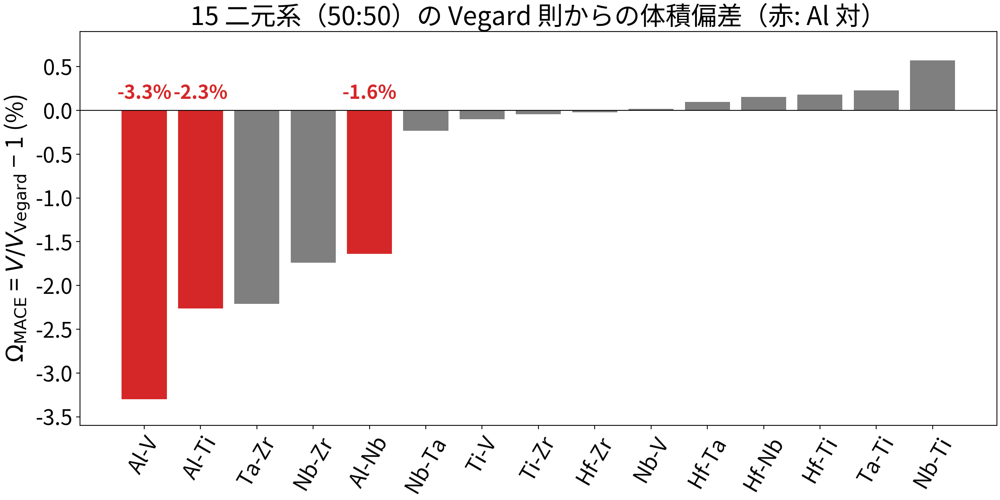 15 二元系（50:50）の Vegard 則からの体積偏差（赤: Al 対）
Ω_MACE = V/V_Vegard − 1 (%)
0.5
0.0
-0.5
-1.0
-1.5
-2.0
-2.5
-3.0
-3.5
-3.3% -2.3% -1.6%
Al-V Al-Ti Ta-Zr Nb-Zr Al-Nb Nb-Ta Ti-V Ti-Zr Hf-Zr Nb-V Hf-Ta Hf-Nb Hf-Ti Ta-Ti Nb-Ti